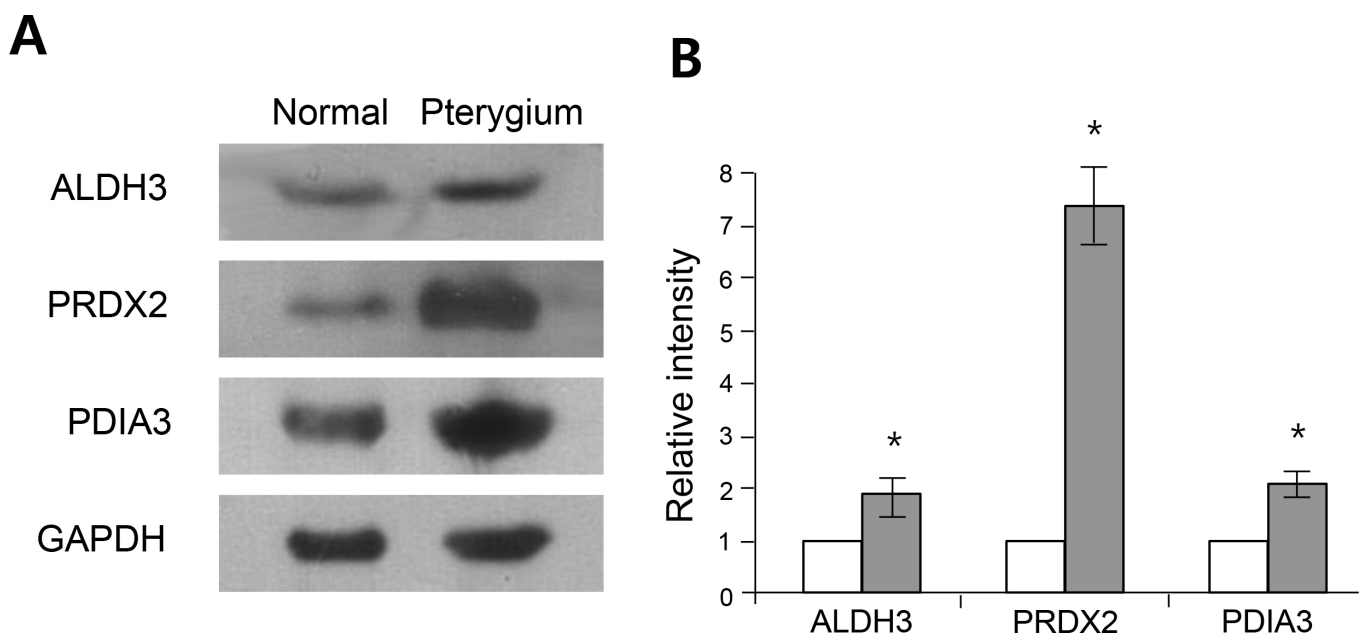 A
Normal Pterygium
ALDH3
PRDX2
PDIA3
GAPDH
B
Relative intensity
8
7
6
5
4
3
2
1
0
*
*
*
ALDH3 PRDX2 PDIA3